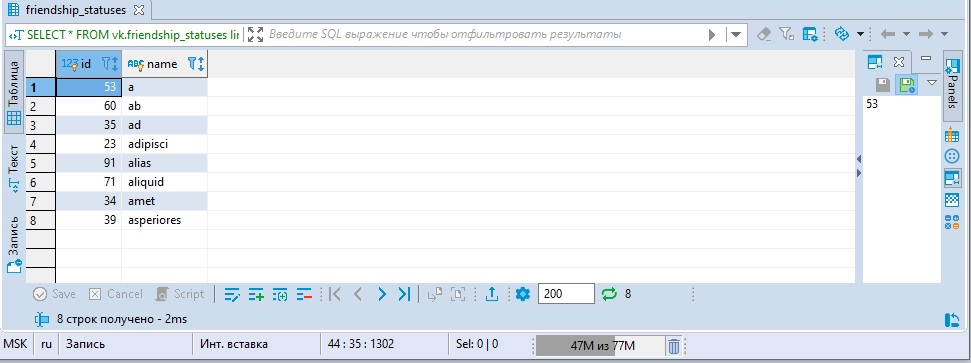 friendship_statuses
SELECT * FROM vk.friendship_statuses lir Введите SQL выражение чтобы отфильтровать результаты
Таблица
Текст
Запись
123 id ABC name
1 53 a
2 60 ab
3 35 ad
4 23 adipisci
5 91 alias
6 71 aliquid
7 34 amet
8 39 asperiores
53
Panels
Save Cancel Script 200 8
8 строк получено - 2ms
MSK ru Запись Инт. вставка 44 : 35 : 1302 Sel: 0 | 0 47M из 77M